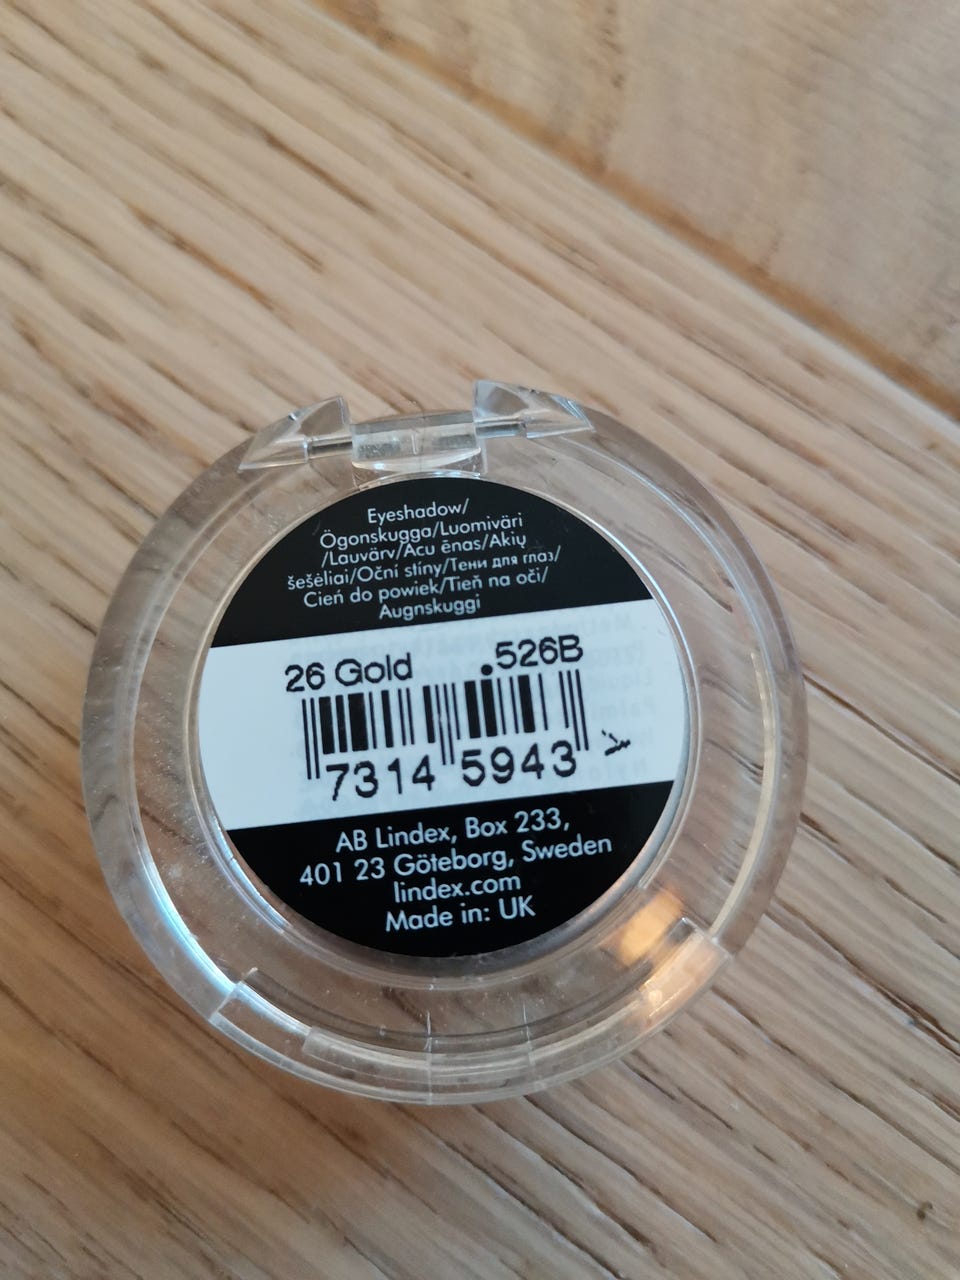 Eyeshadow/
Ögonskugga/Luomiväri
/Lauvärv/Acu ēnas/Akių
šešėliai/Oční stíny/Тени для глаз/
Cień do powiek/Tieň na oči/
Augnskuggi
26 Gold .526B
7314 5943
AB Lindex, Box 233,
401 23 Göteborg, Sweden
lindex.com
Made in: UK